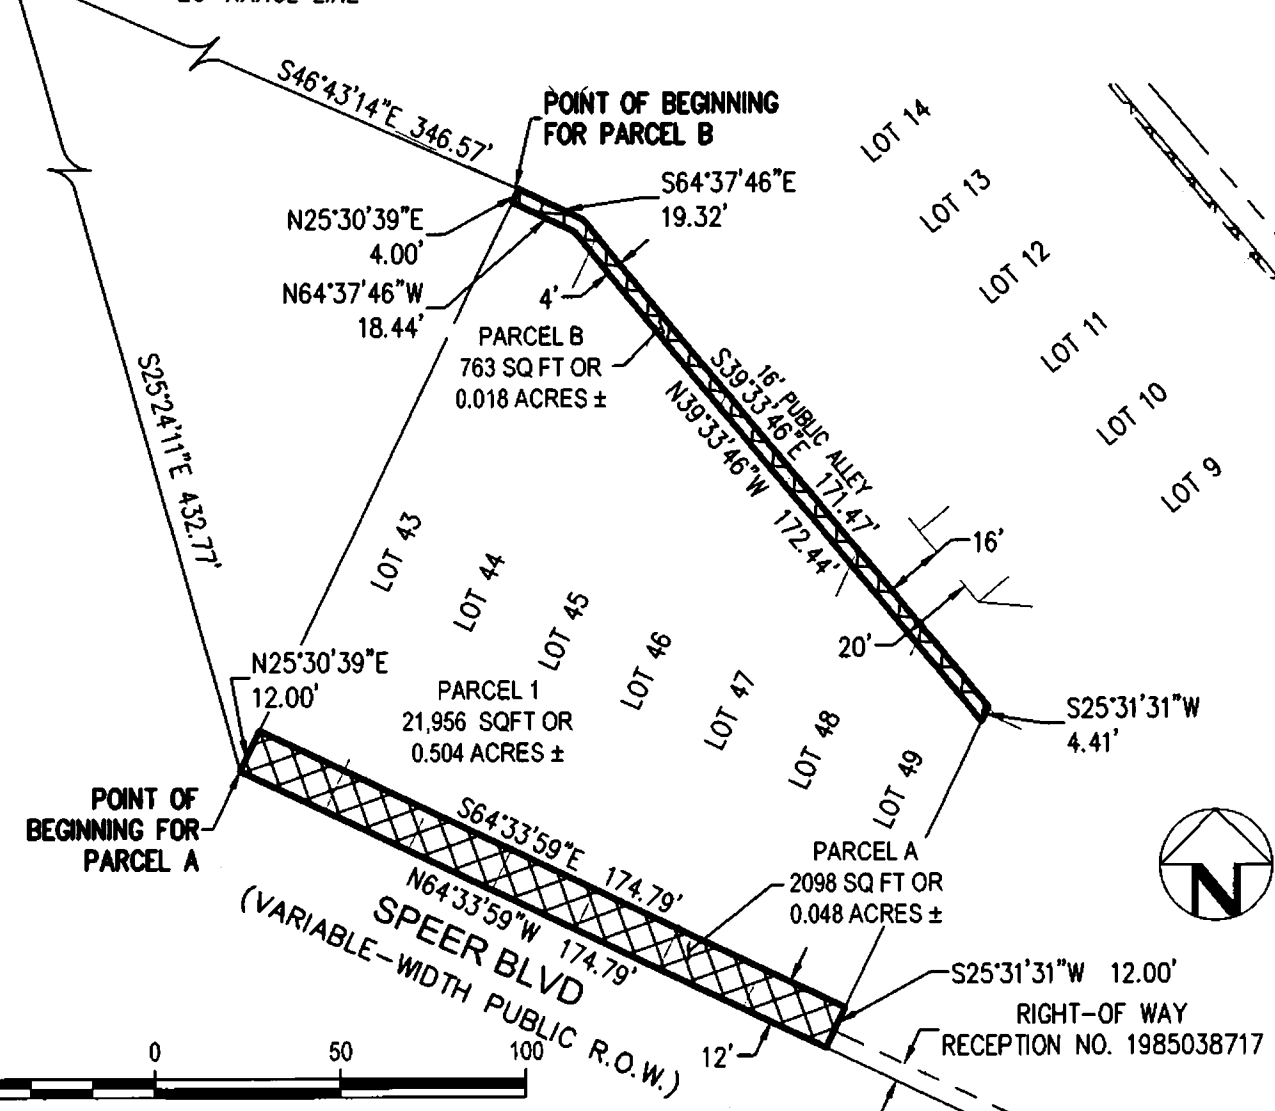 S46°43'14"E 346.57'
POINT OF BEGINNING
FOR PARCEL B
S64°37'46"E
19.32'
N25°30'39"E
4.00'
N64°37'46"W
18.44'
4'
PARCEL B
763 SQ FT OR
0.018 ACRES ±
LOT 14
LOT 13
LOT 12
LOT 11
LOT 10
LOT 9
S25°24'11"E 432.77'
16' PUBLIC ALLEY
S39°33'46"E 171.47'
N39°33'46"W 172.44'
16'
20'
S25°31'31"W
4.41'
LOT 43
LOT 44
LOT 45
LOT 46
LOT 47
LOT 48
LOT 49
N25°30'39"E
12.00'
PARCEL 1
21,956 SQFT OR
0.504 ACRES ±
POINT OF
BEGINNING FOR
PARCEL A
S64°33'59"E 174.79'
N64°33'59"W 174.79'
SPEER BLVD
(VARIABLE-WIDTH PUBLIC R.O.W.)
PARCEL A
2098 SQ FT OR
0.048 ACRES ±
S25°31'31"W 12.00'
RIGHT-OF WAY
RECEPTION NO. 1985038717
12'
N
0 50 100